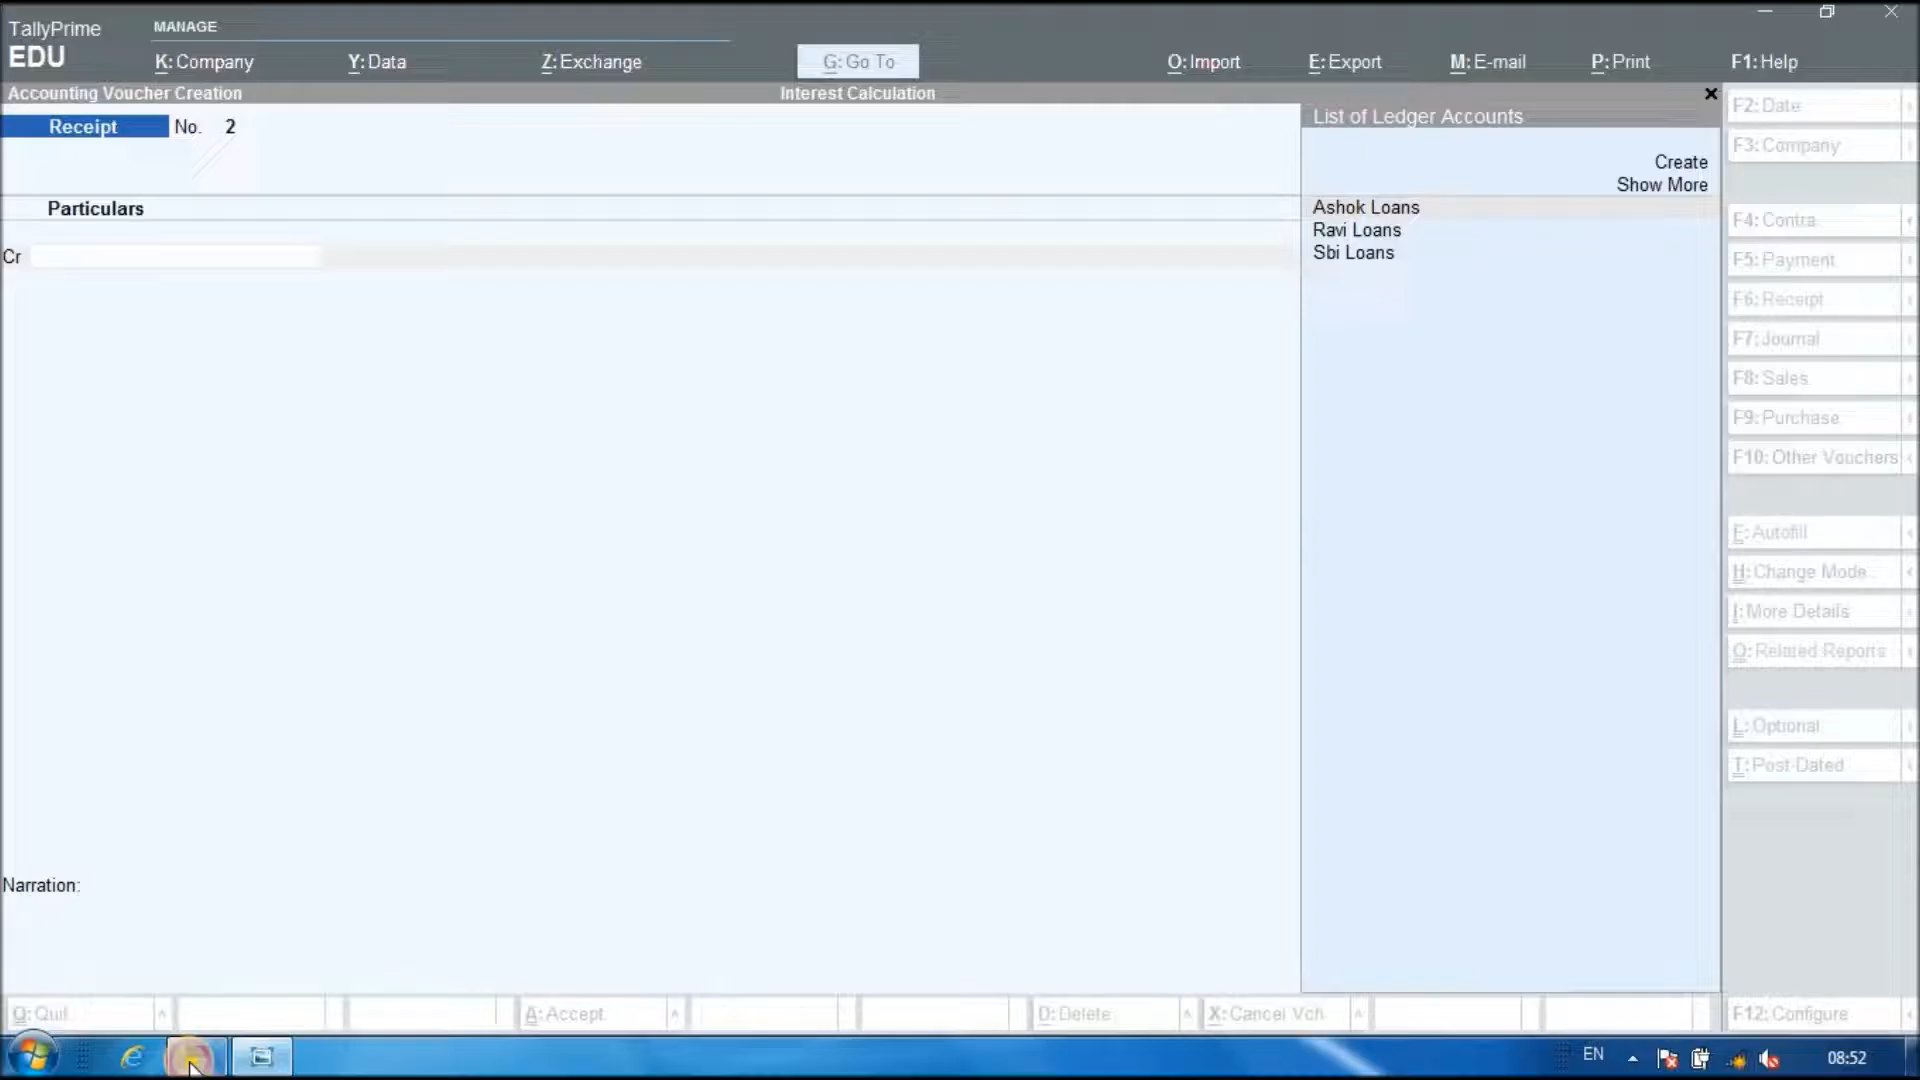 TallyPrime
EDU
MANAGE
K: Company
Y: Data
Z: Exchange
G: Go To
O: Import
E: Export
M: E-mail
P: Print
F1: Help
Accounting Voucher Creation
Interest Calculation
Receipt No. 2
Particulars
Cr
Narration:
List of Ledger Accounts
Create
Show More
Ashok Loans
Ravi Loans
Sbi Loans
F2: Date
F3: Company
F4: Contra
F5: Payment
F6: Receipt
F7: Journal
F8: Sales
F9: Purchase
F10: Other Vouchers
E: Autofill
H: Change Mode
I: More Details
O: Related Reports
L: Optional
T: Post-Dated
F12: Configure
Q: Quit
A: Accept
D: Delete
X: Cancel Vch
EN
08:52